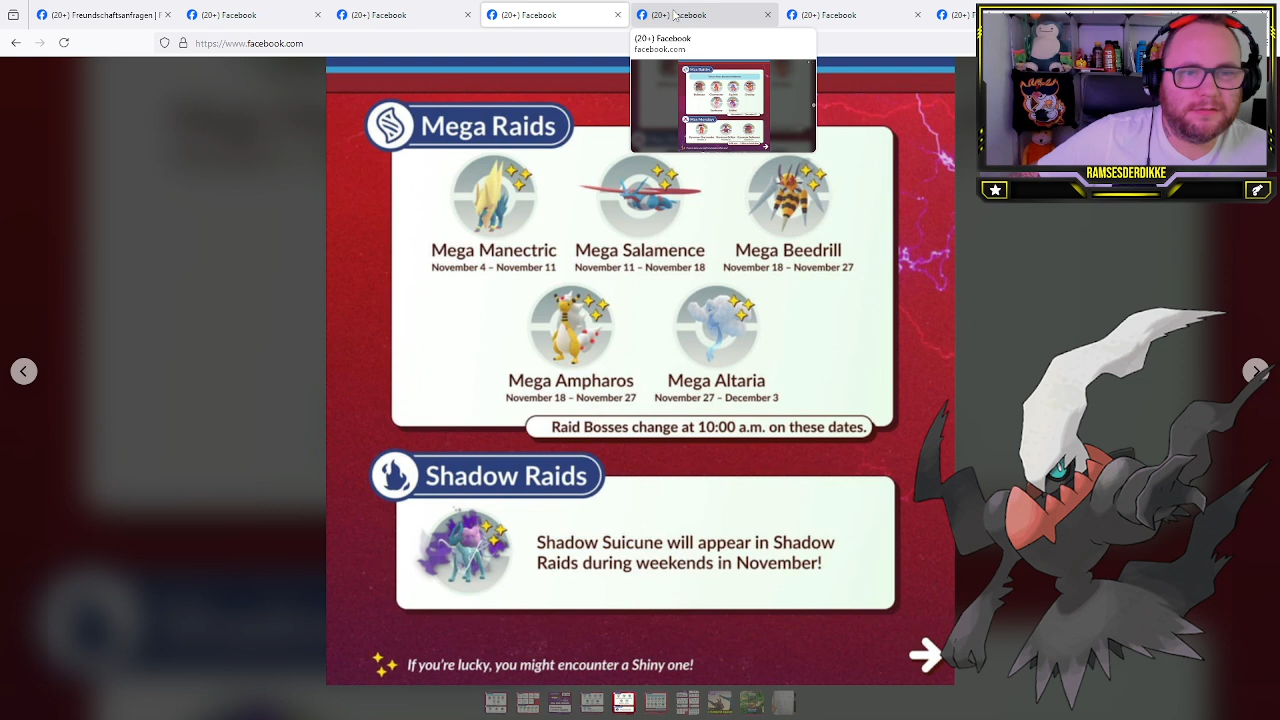 (20+) Freundschaftsanfragen | F
(20+) Facebook
(20+) Facebook
(20+) Facebook
(20+) Facebook
(20+) Facebook
(20+) Facebook
https://www.facebook.com
(20+) Facebook
facebook.com
Mega Raids
Mega Manectric
November 4 – November 11
Mega Salamence
November 11 – November 18
Mega Beedrill
November 18 – November 27
Mega Ampharos
November 18 – November 27
Mega Altaria
November 27 – December 3
Raid Bosses change at 10:00 a.m. on these dates.
Shadow Raids
Shadow Suicune will appear in Shadow
Raids during weekends in November!
If you're lucky, you might encounter a Shiny one!
RAMSESDERDIKKE